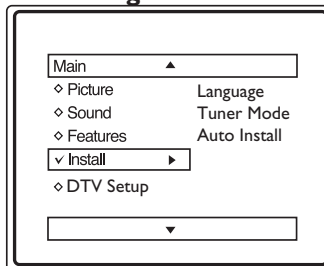 Main
Picture
Language
Sound
Tuner Mode
Features
Auto Install
Install
DTV Setup